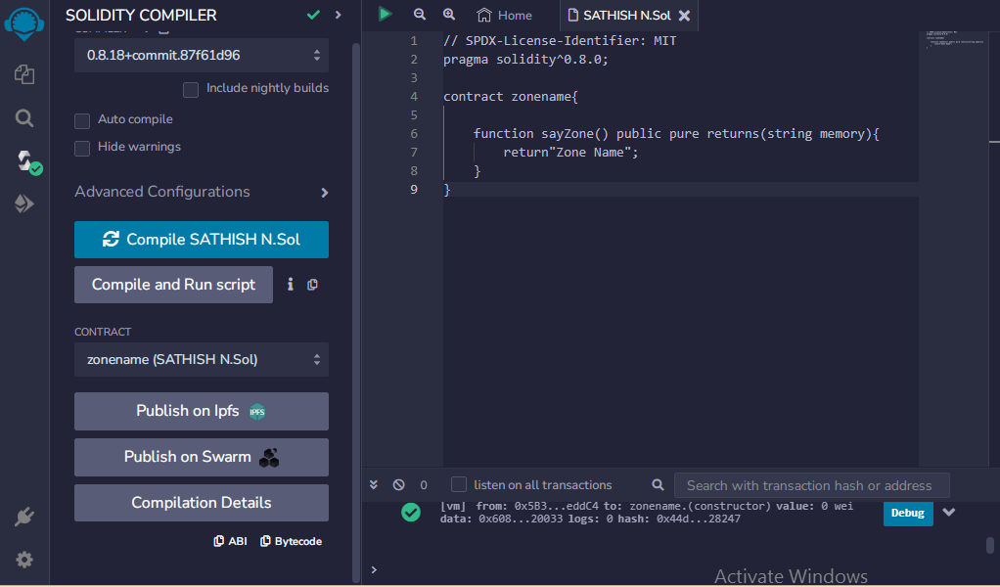 SOLIDITY COMPILER
0.8.18+commit.87f61d96
Include nightly builds
Auto compile
Hide warnings
Advanced Configurations
Compile SATHISH N.Sol
Compile and Run script
i
CONTRACT
zonename (SATHISH N.Sol)
Publish on Ipfs
IPFS
Publish on Swarm
Compilation Details
ABI
Bytecode
Home
SATHISH N.Sol
1 // SPDX-License-Identifier: MIT
2 pragma solidity^0.8.0;
3
4 contract zonename{
5
6 function sayZone() public pure returns(string memory){
7 return"Zone Name";
8 }
9 }
0
listen on all transactions
Search with transaction hash or address
[vm] from: 0x5B3...eddC4 to: zonename.(constructor) value: 0 wei
data: 0x608...20033 logs: 0 hash: 0x44d...28247
Debug
>
Activate Windows